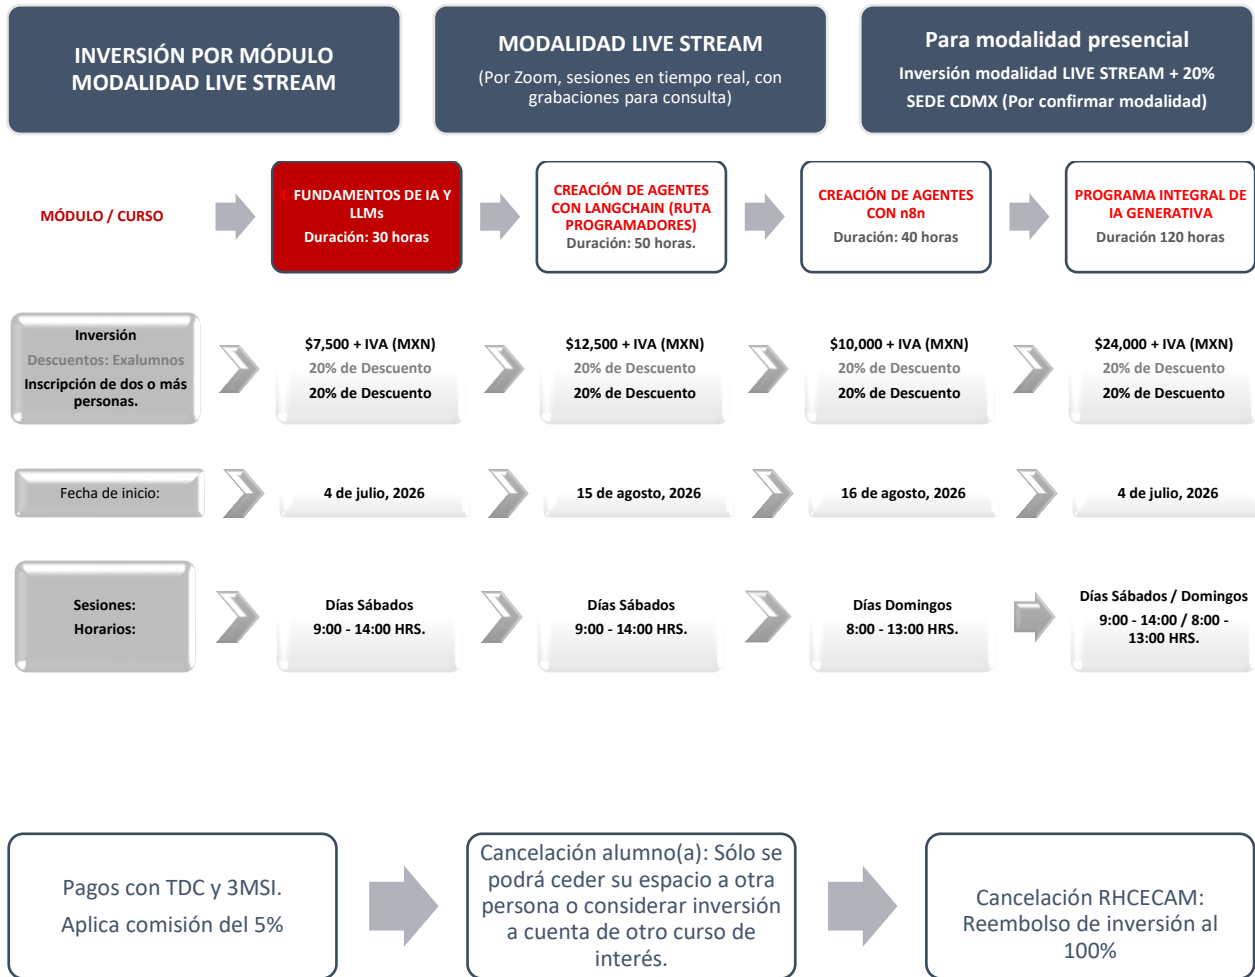 INVERSIÓN POR MÓDULO
MODALIDAD LIVE STREAM
MODALIDAD LIVE STREAM
(Por Zoom, sesiones en tiempo real, con
grabaciones para consulta)
Para modalidad presencial
Inversión modalidad LIVE STREAM + 20%
SEDE CDMX (Por confirmar modalidad)
MÓDULO / CURSO
I. FUNDAMENTOS DE IA Y
LLMs
Duración: 30 horas
CREACIÓN DE AGENTES
CON LANGCHAIN (RUTA
PROGRAMADORES)
Duración: 50 horas.
CREACIÓN DE AGENTES
CON n8n
Duración: 40 horas
PROGRAMA INTEGRAL DE
IA GENERATIVA
Duración 120 horas
Inversión
Descuentos: Exalumnos
Inscripción de dos o más
personas.
$7,500 + IVA (MXN)
20% de Descuento
20% de Descuento
$12,500 + IVA (MXN)
20% de Descuento
20% de Descuento
$10,000 + IVA (MXN)
20% de Descuento
20% de Descuento
$24,000 + IVA (MXN)
20% de Descuento
20% de Descuento
Fecha de inicio:
4 de julio, 2026
15 de agosto, 2026
16 de agosto, 2026
4 de julio, 2026
Sesiones:
Horarios:
Días Sábados
9:00 - 14:00 HRS.
Días Sábados
9:00 - 14:00 HRS.
Días Domingos
8:00 - 13:00 HRS.
Días Sábados / Domingos
9:00 - 14:00 / 8:00 -
13:00 HRS.
Pagos con TDC y 3MSI.
Aplica comisión del 5%
Cancelación alumno(a): Sólo se
podrá ceder su espacio a otra
persona o considerar inversión
a cuenta de otro curso de
interés.
Cancelación RHCECAM:
Reembolso de inversión al
100%